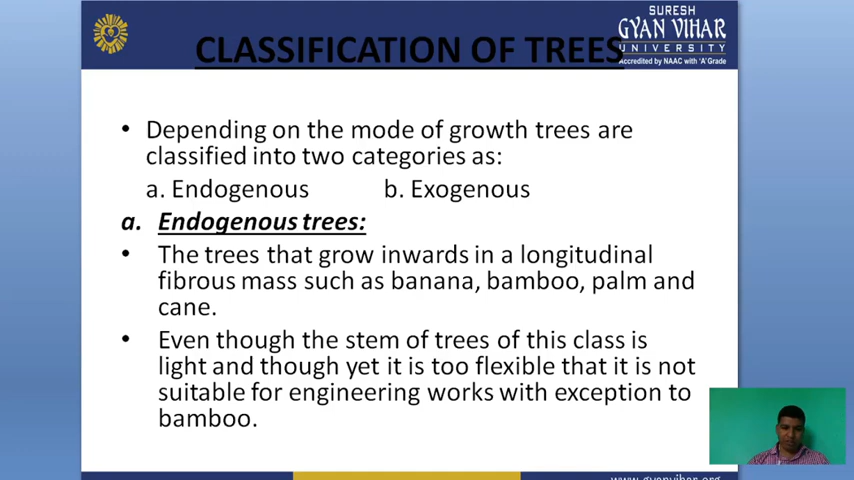 SURESH
GYAN VIHAR
UNIVERSITY
Accredited by NAAC with 'A' Grade
CLASSIFICATION OF TREES
• Depending on the mode of growth trees are
classified into two categories as:
a. Endogenous b. Exogenous
a. Endogenous trees:
• The trees that grow inwards in a longitudinal
fibrous mass such as banana, bamboo, palm and
cane.
• Even though the stem of trees of this class is
light and though yet it is too flexible that it is not
suitable for engineering works with exception to
bamboo.
www.gyanvihar.org